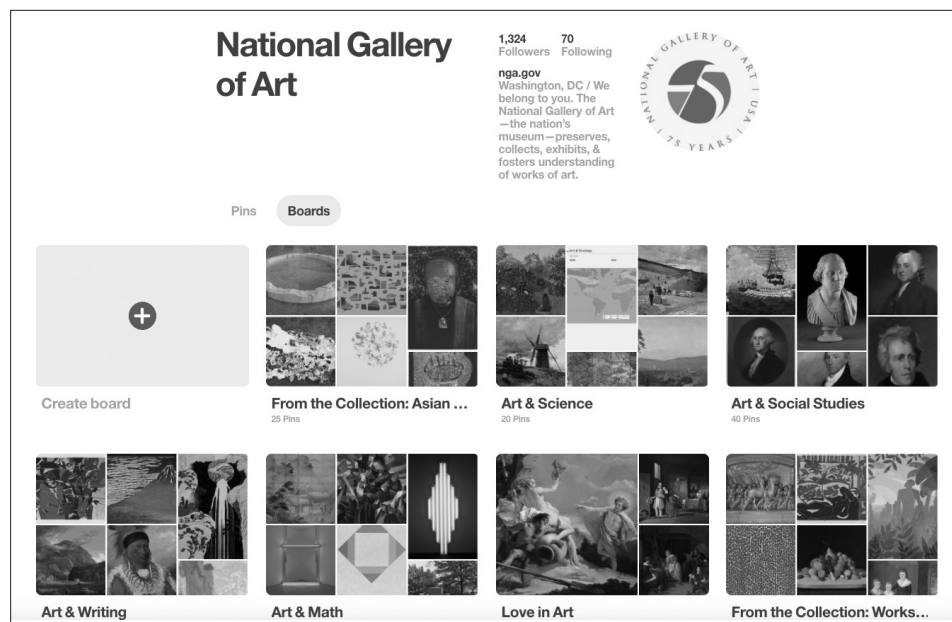 National Gallery
of Art
1,324 70
Followers Following
nga.gov
Washington, DC / We
belong to you. The
National Gallery of Art
—the nation's
museum—preserves,
collects, exhibits, &
fosters understanding
of works of art.
NATIONAL GALLERY OF ART | USA | 75 YEARS |
Pins Boards
Create board
From the Collection: Asian ...
25 Pins
Art & Science
20 Pins
Art & Social Studies
40 Pins
Art & Writing
Art & Math
Love in Art
From the Collection: Works...